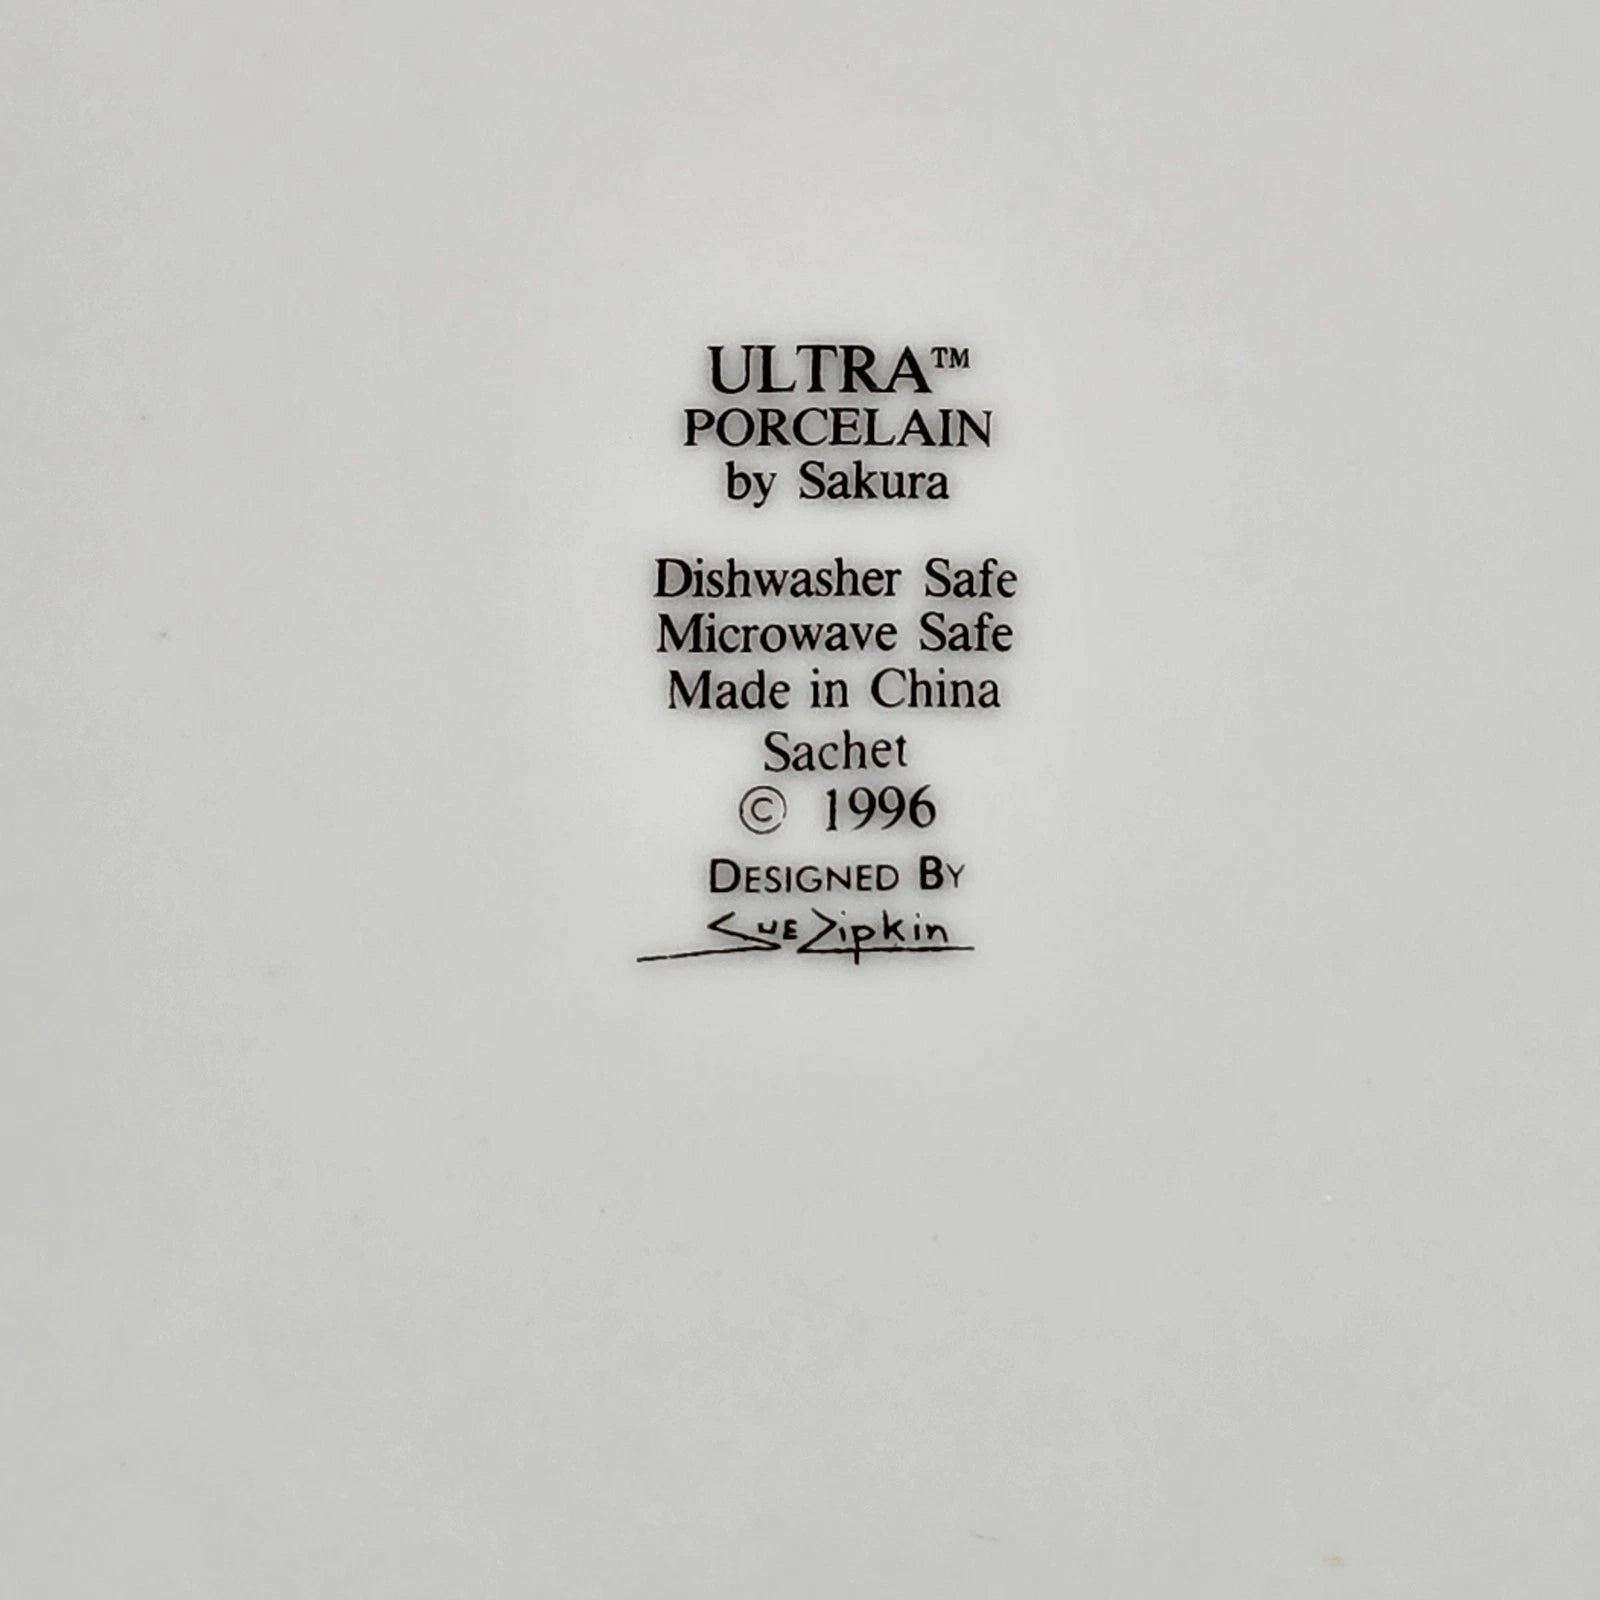 ULTRA™
PORCELAIN
by Sakura
Dishwasher Safe
Microwave Safe
Made in China
Sachet
© 1996
DESIGNED BY
Sue Zipkin